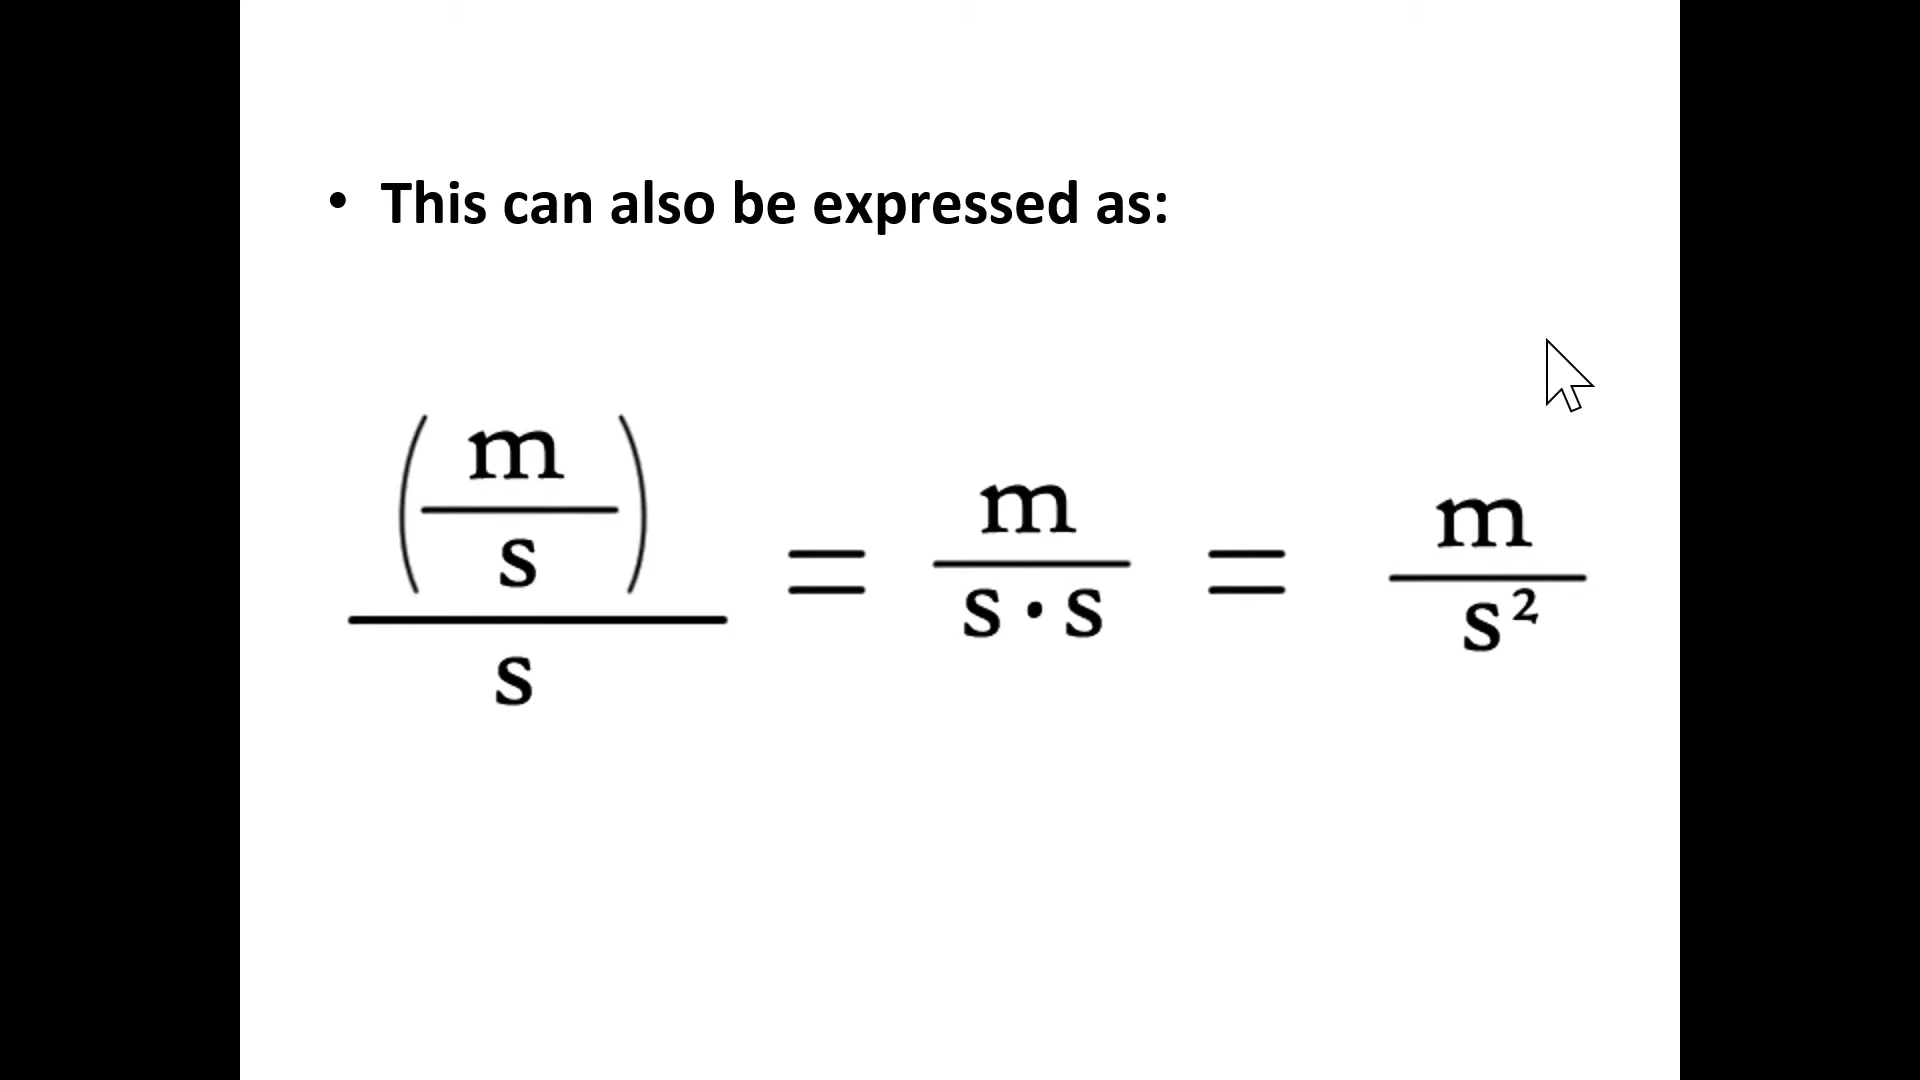 • This can also be expressed as:
(m/s)/s = m/(s·s) = m/s²